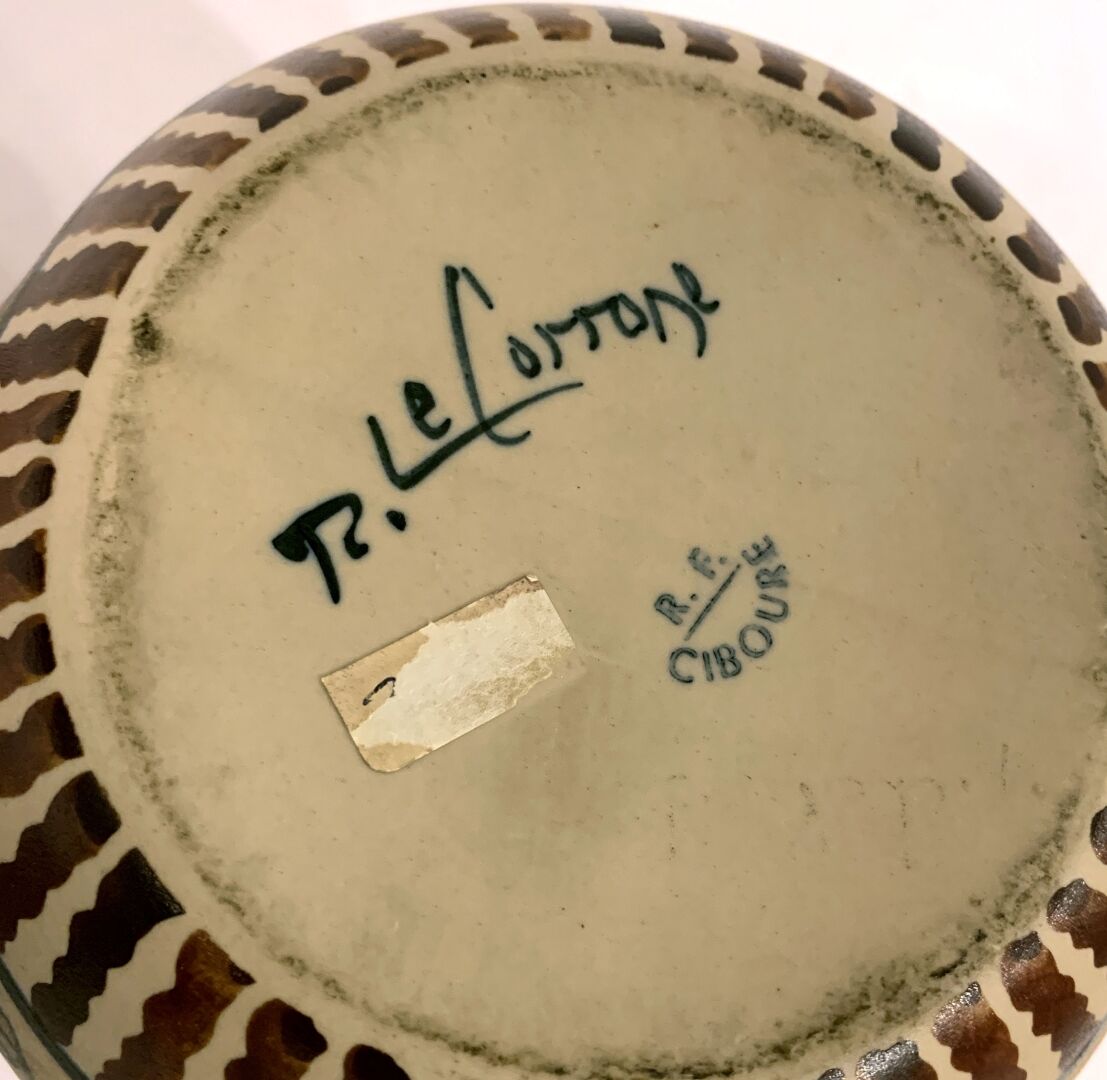 R. Le Corrone
R. F.
CIBOURE